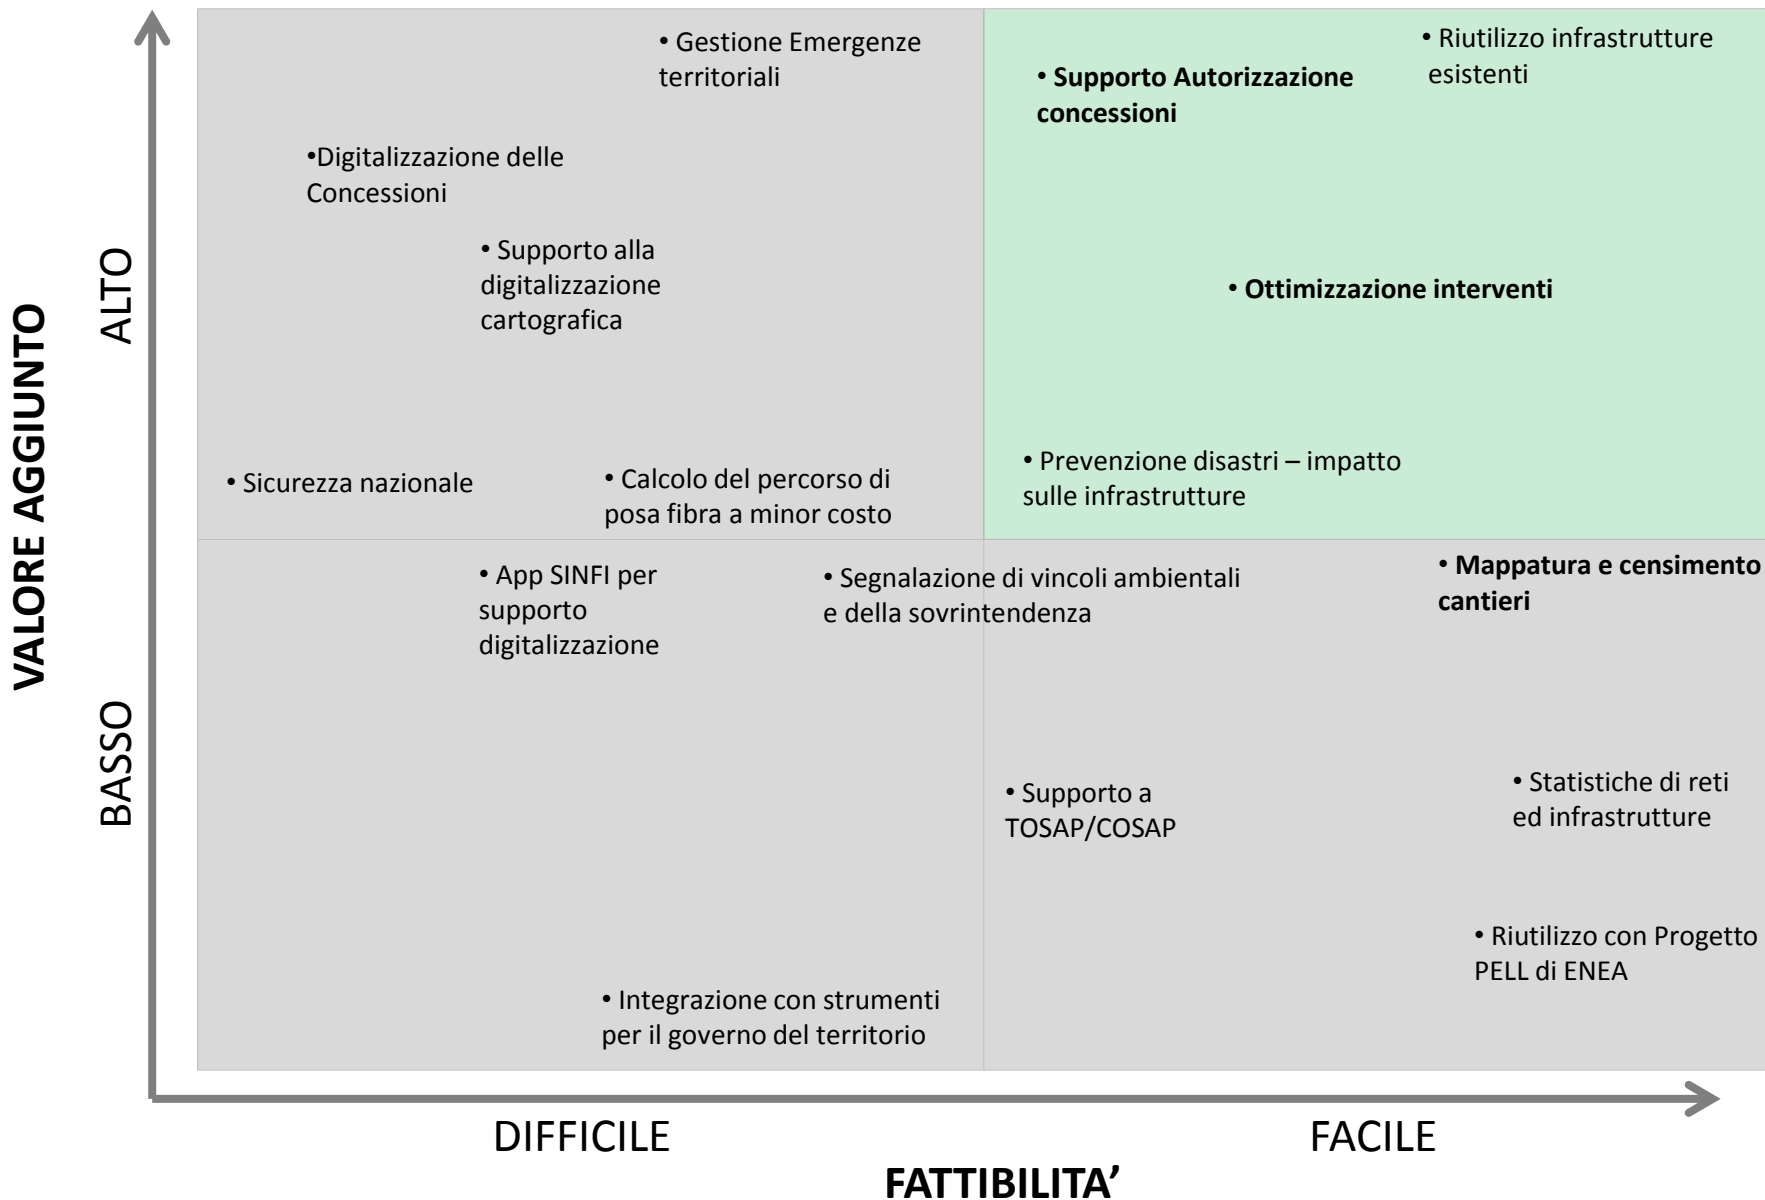 • Gestione Emergenze
territoriali
• Riutilizzo infrastrutture
esistenti
• Supporto Autorizzazione
concessioni
•Digitalizzazione delle
Concessioni
• Supporto alla
digitalizzazione
cartografica
• Ottimizzazione interventi
• Sicurezza nazionale
• Calcolo del percorso di
posa fibra a minor costo
• Prevenzione disastri – impatto
sulle infrastrutture
• App SINFI per
supporto
digitalizzazione
• Segnalazione di vincoli ambientali
e della sovrintendenza
• Mappatura e censimento
cantieri
• Supporto a
TOSAP/COSAP
• Statistiche di reti
ed infrastrutture
• Riutilizzo con Progetto
PELL di ENEA
• Integrazione con strumenti
per il governo del territorio
VALORE AGGIUNTO
ALTO
BASSO
DIFFICILE
FACILE
FATTIBILITA’